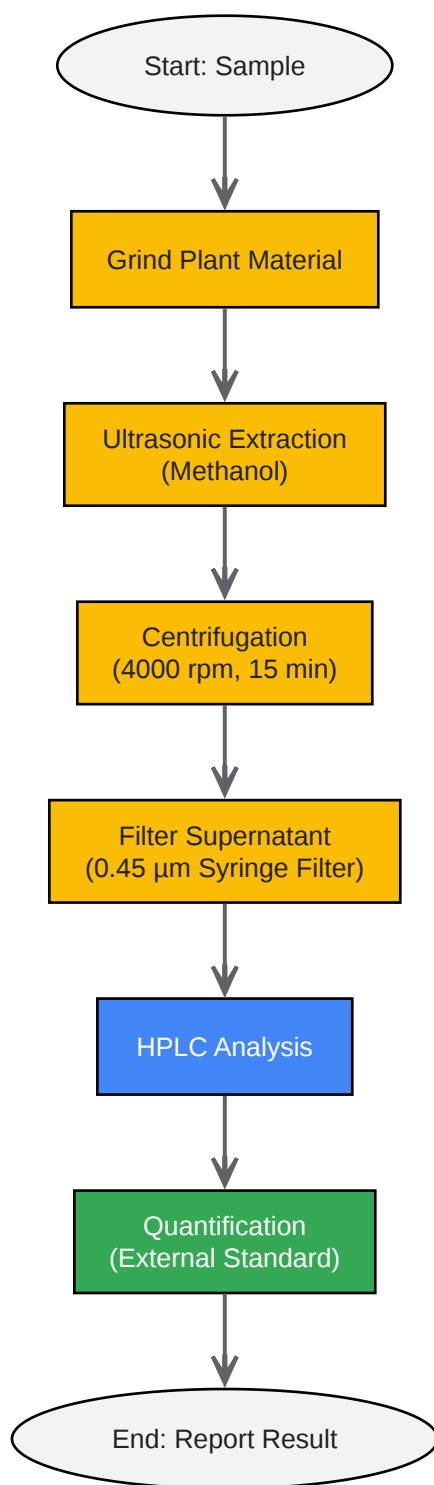 Start: Sample
Grind Plant Material
Ultrasonic Extraction
(Methanol)
Centrifugation
(4000 rpm, 15 min)
Filter Supernatant
(0.45 µm Syringe Filter)
HPLC Analysis
Quantification
(External Standard)
End: Report Result